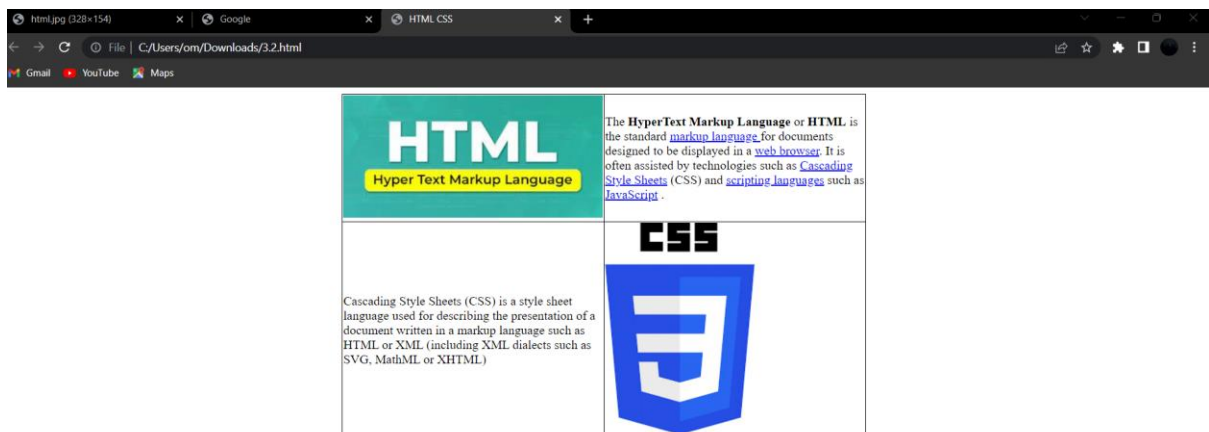 html.jpg (328×154)
Google
HTML CSS
File | C:/Users/om/Downloads/3.2.html
Gmail
YouTube
Maps
HTML
Hyper Text Markup Language
The HyperText Markup Language or HTML is
the standard markup language for documents
designed to be displayed in a web browser. It is
often assisted by technologies such as Cascading
Style Sheets (CSS) and scripting languages such as
JavaScript .
CSS
Cascading Style Sheets (CSS) is a style sheet
language used for describing the presentation of a
document written in a markup language such as
HTML or XML (including XML dialects such as
SVG, MathML or XHTML)
3